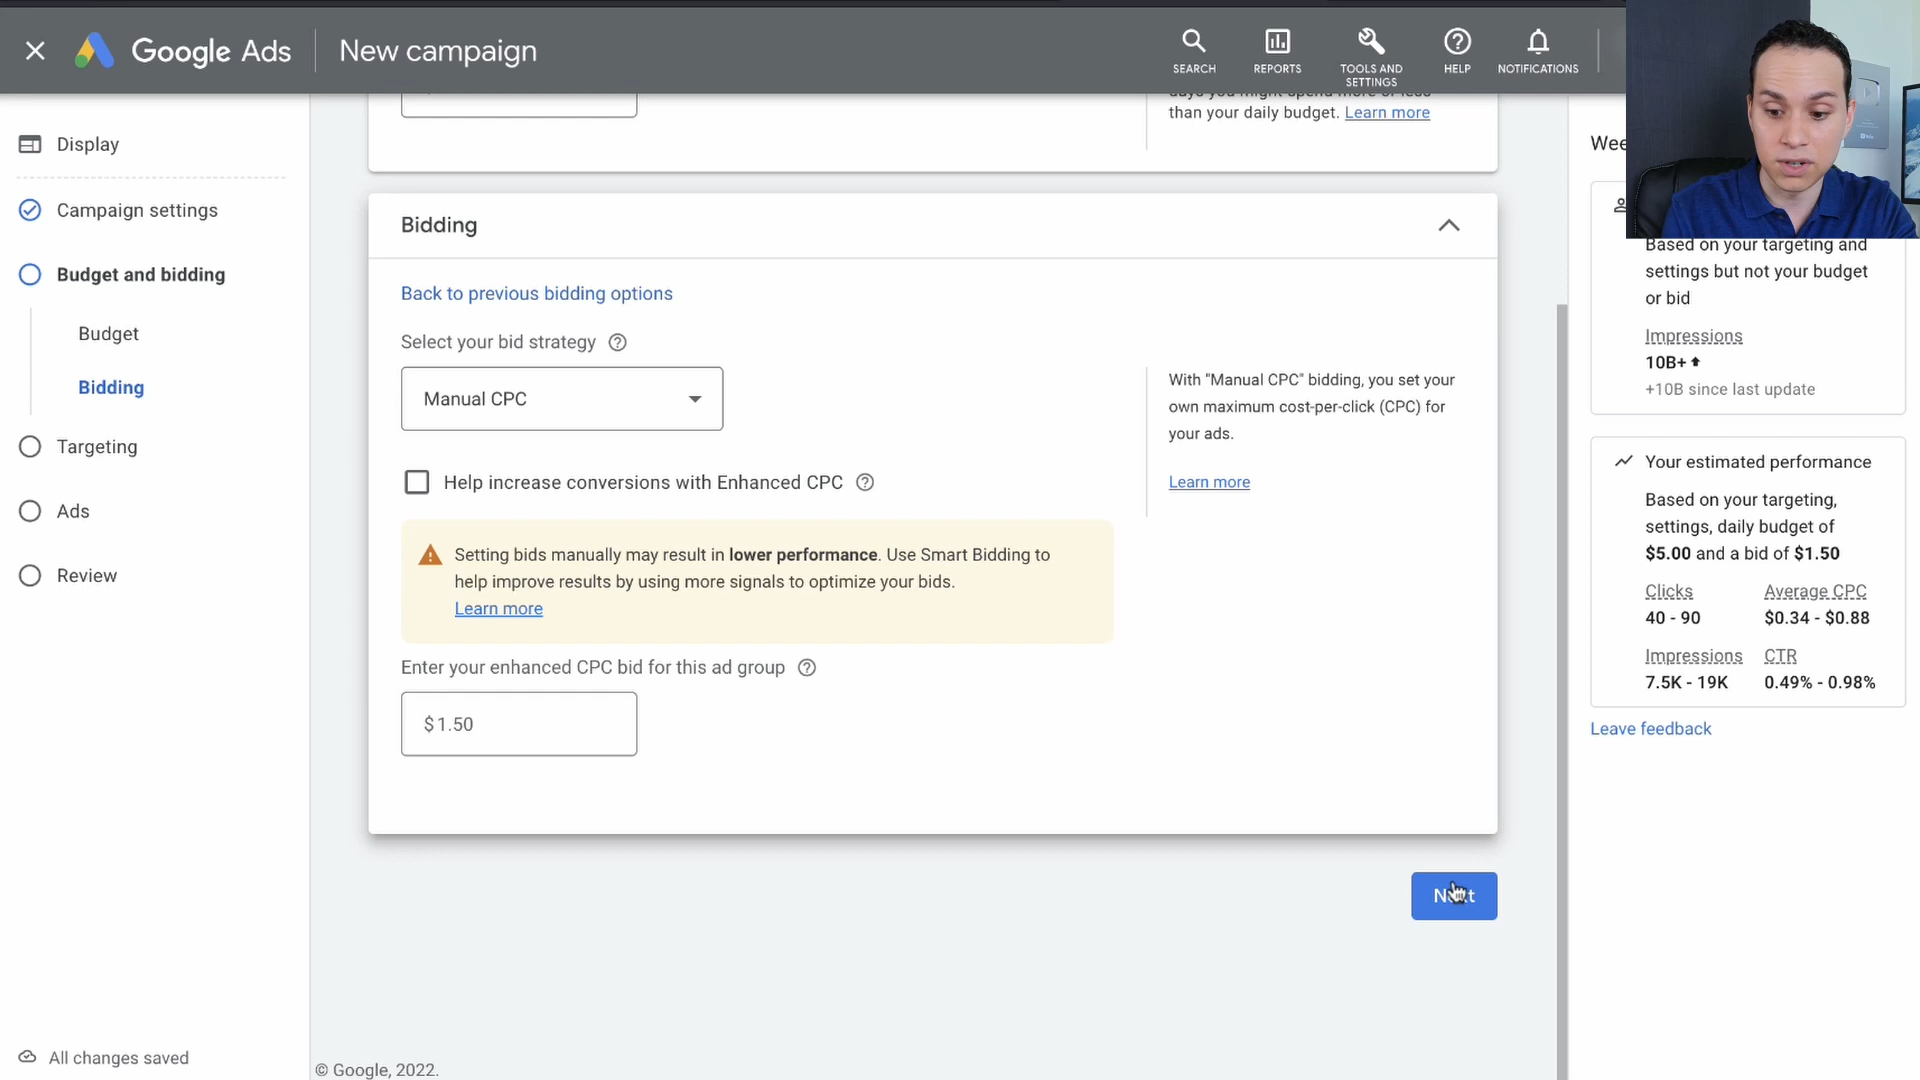 Google Ads
New campaign
SEARCH
REPORTS
TOOLS AND
SETTINGS
HELP
NOTIFICATIONS
Display
Campaign settings
Budget and bidding
Budget
Bidding
Targeting
Ads
Review
All changes saved
than your daily budget. Learn more
Bidding
Back to previous bidding options
Select your bid strategy
Manual CPC
Help increase conversions with Enhanced CPC
Setting bids manually may result in lower performance. Use Smart Bidding to
help improve results by using more signals to optimize your bids.
Learn more
Enter your enhanced CPC bid for this ad group
$ 1.50
With "Manual CPC" bidding, you set your
own maximum cost-per-click (CPC) for
your ads.
Learn more
Next
© Google, 2022.
Based on your targeting and
settings but not your budget
or bid
Impressions
10B+
+10B since last update
Your estimated performance
Based on your targeting,
settings, daily budget of
$5.00 and a bid of $1.50
Clicks Average CPC
40 - 90 $0.34 - $0.88
Impressions CTR
7.5K - 19K 0.49% - 0.98%
Leave feedback